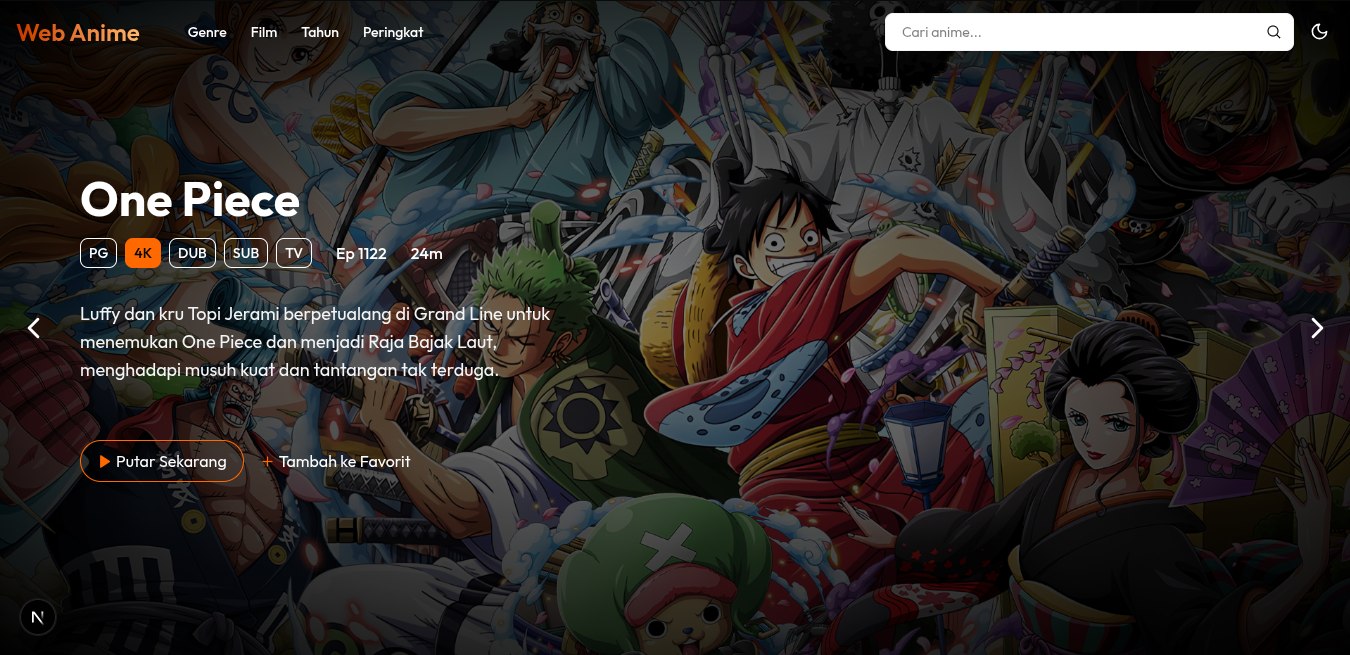 Web Anime
Genre Film Tahun Peringkat
Cari anime...
One Piece
PG 4K DUB SUB TV Ep 1122 24m
Luffy dan kru Topi Jerami berpetualang di Grand Line untuk
menemukan One Piece dan menjadi Raja Bajak Laut,
menghadapi musuh kuat dan tantangan tak terduga.
Putar Sekarang + Tambah ke Favorit
N